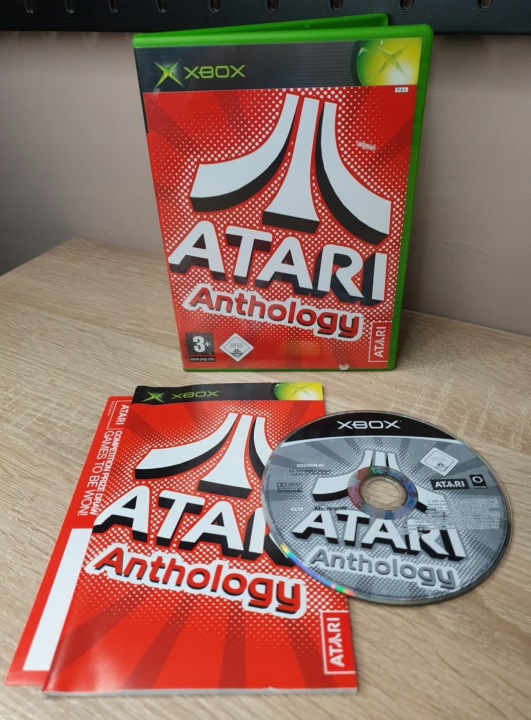 XBOX
PAL
ATARI
Anthology
3+
ATARI
XBOX
ATARI
COMPETITION PRIZE DRAW
GAMES TO BE WON!
ATARI
Anthology
ATARI
XBOX
Microsoft
ATARI
ATARI
Anthology